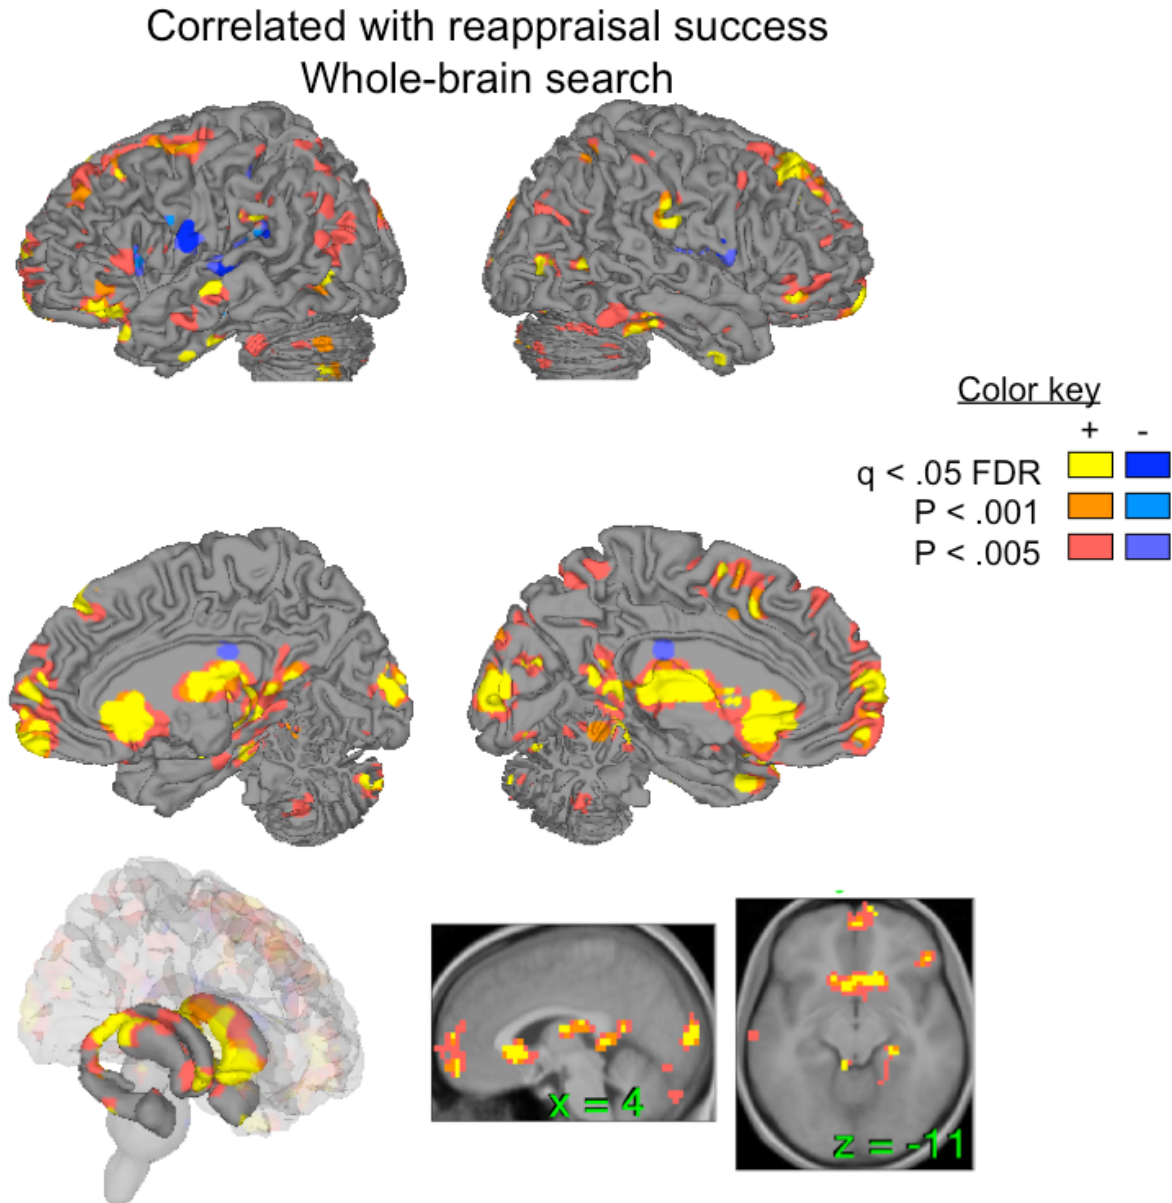 Correlated with reappraisal success
Whole-brain search
Color key
+ -
q < .05 FDR
P < .001
P < .005
x = 4
-
z = -11